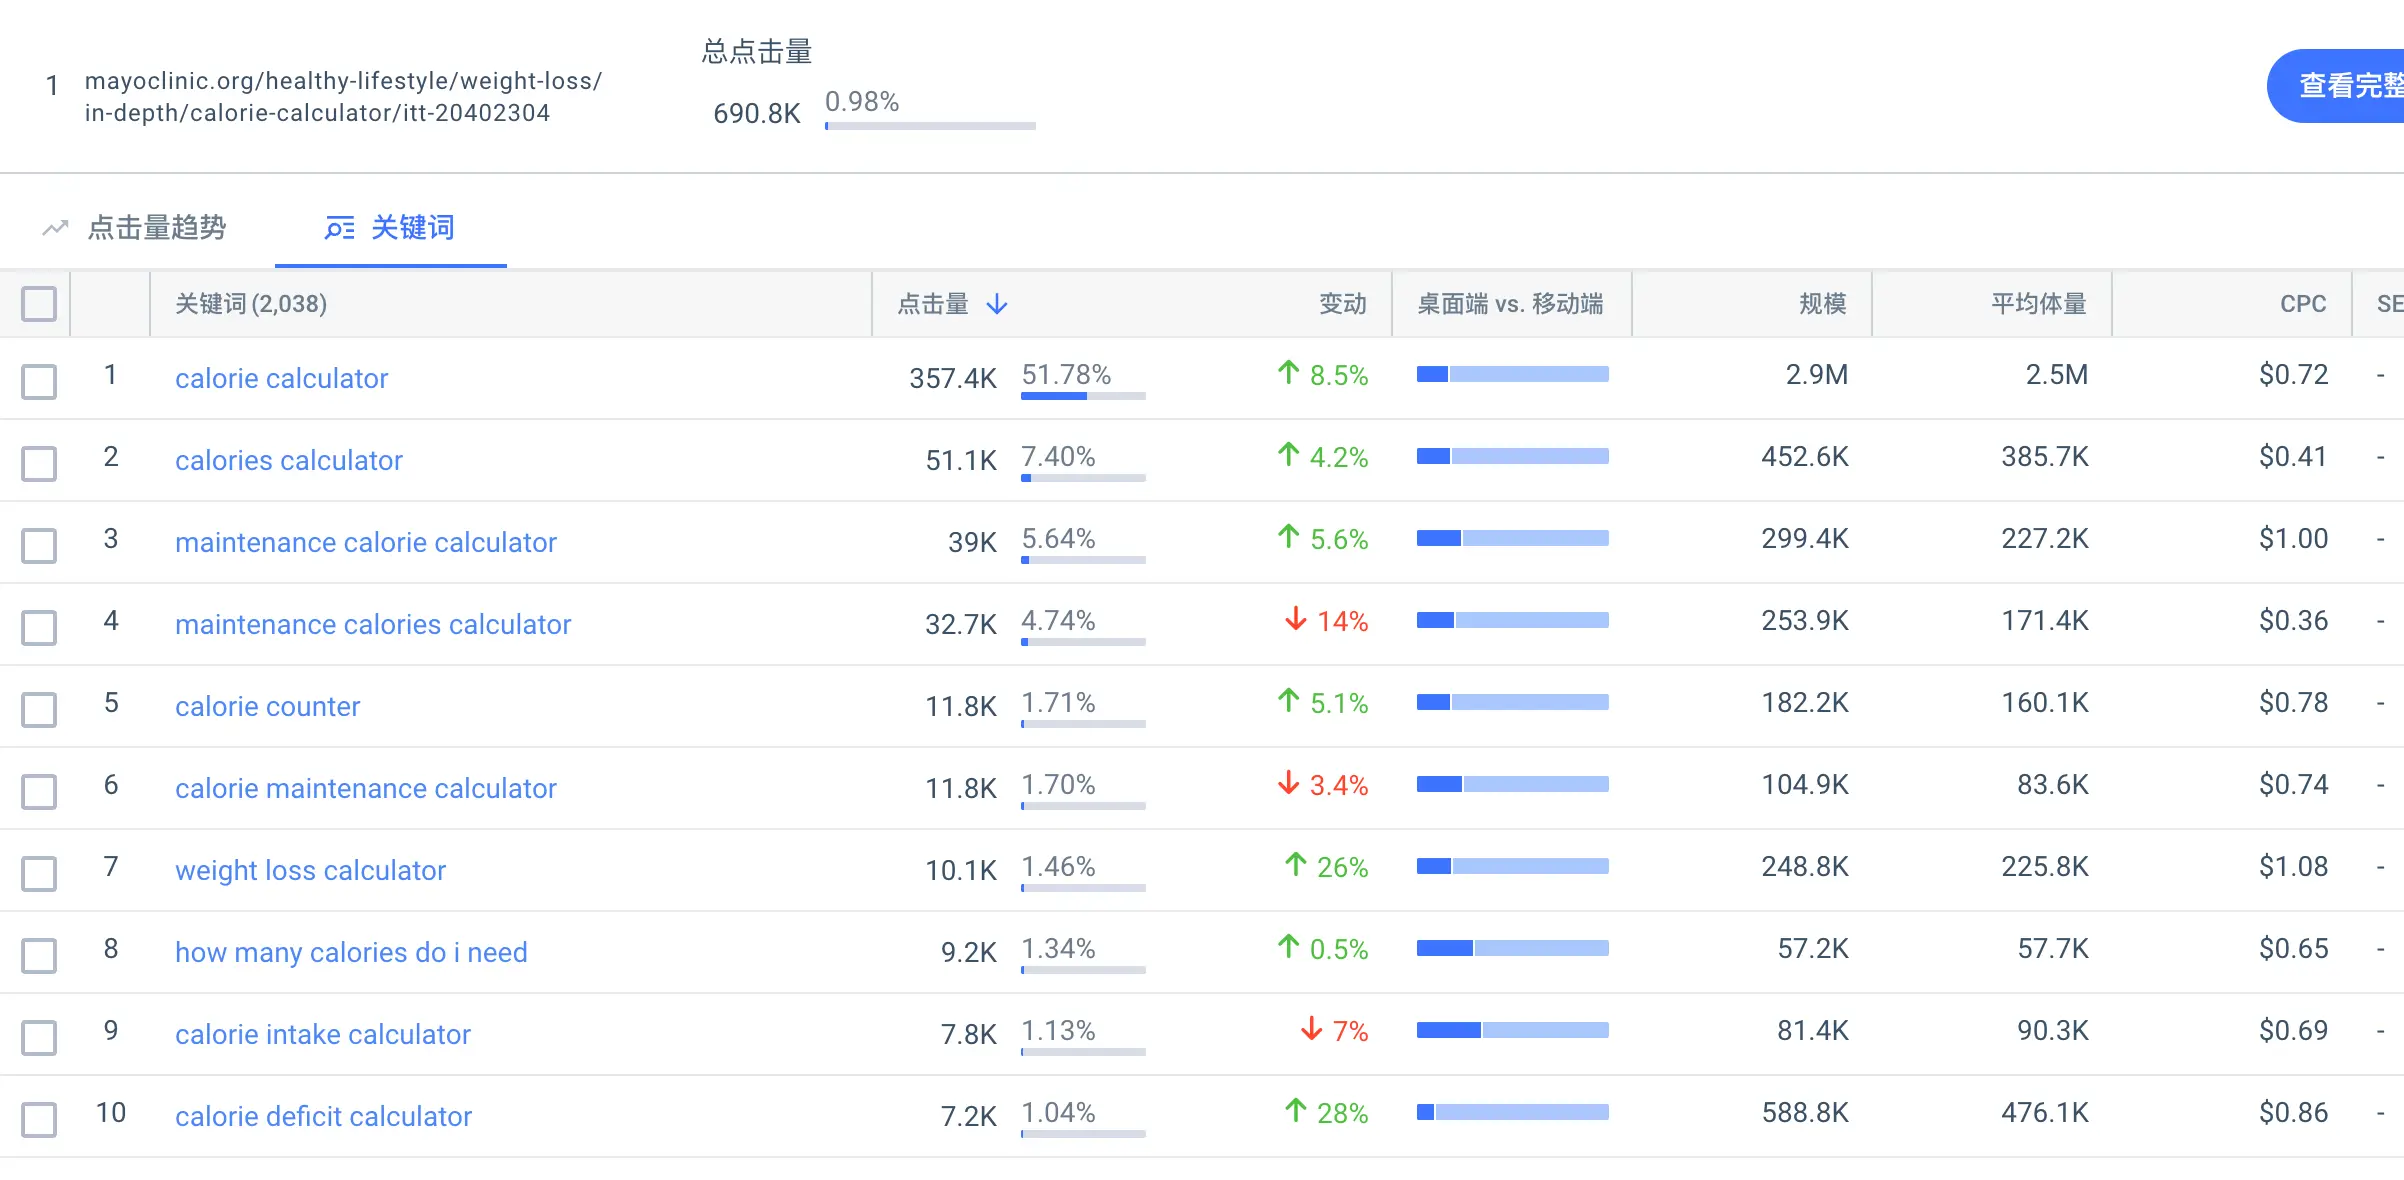 总点击量
1 mayoclinic.org/healthy-lifestyle/weight-loss/
in-depth/calorie-calculator/itt-20402304
690.8K 0.98%
查看完整
点击量趋势 关键词
关键词 (2,038) 点击量 变动 桌面端 vs. 移动端 规模 平均体量 CPC SE
1 calorie calculator 357.4K 51.78% 8.5% 2.9M 2.5M $0.72 -
2 calories calculator 51.1K 7.40% 4.2% 452.6K 385.7K $0.41 -
3 maintenance calorie calculator 39K 5.64% 5.6% 299.4K 227.2K $1.00 -
4 maintenance calories calculator 32.7K 4.74% 14% 253.9K 171.4K $0.36 -
5 calorie counter 11.8K 1.71% 5.1% 182.2K 160.1K $0.78 -
6 calorie maintenance calculator 11.8K 1.70% 3.4% 104.9K 83.6K $0.74 -
7 weight loss calculator 10.1K 1.46% 26% 248.8K 225.8K $1.08 -
8 how many calories do i need 9.2K 1.34% 0.5% 57.2K 57.7K $0.65 -
9 calorie intake calculator 7.8K 1.13% 7% 81.4K 90.3K $0.69 -
10 calorie deficit calculator 7.2K 1.04% 28% 588.8K 476.1K $0.86 -